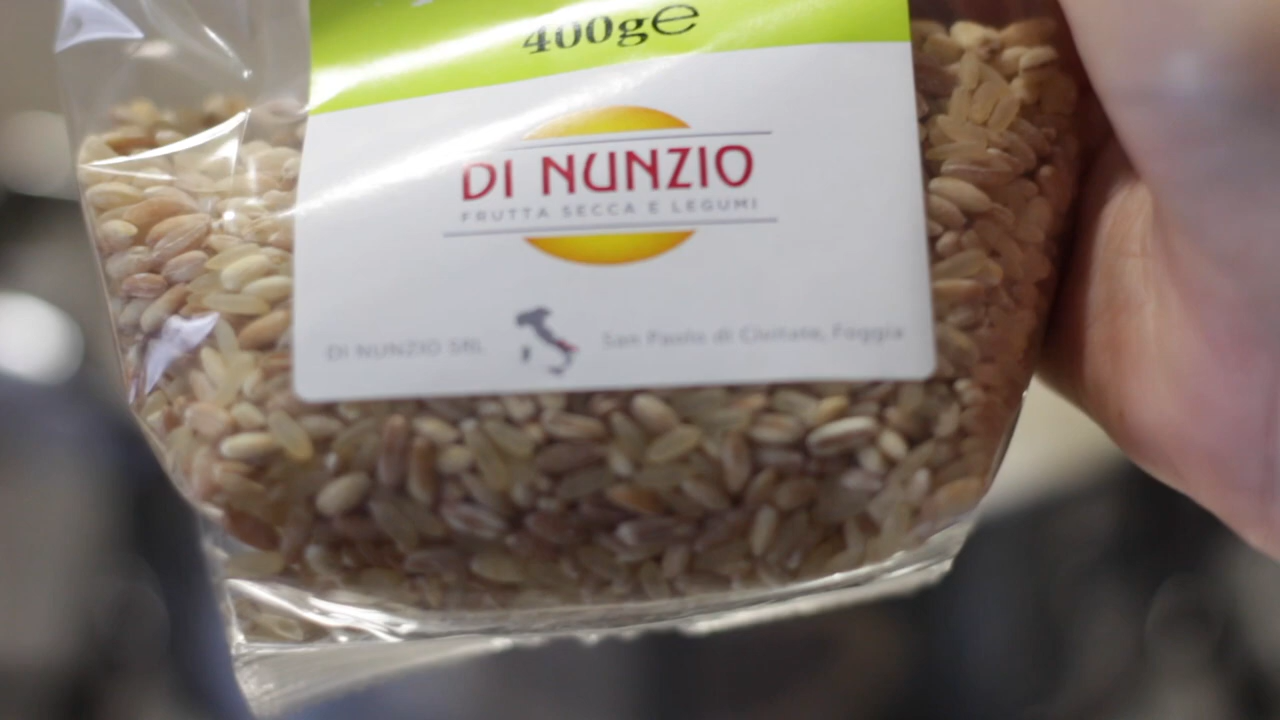 400g℮
DI NUNZIO
FRUTTA SECCA E LEGUMI
DI NUNZIO SRL
San Paolo di Civitate, Foggia